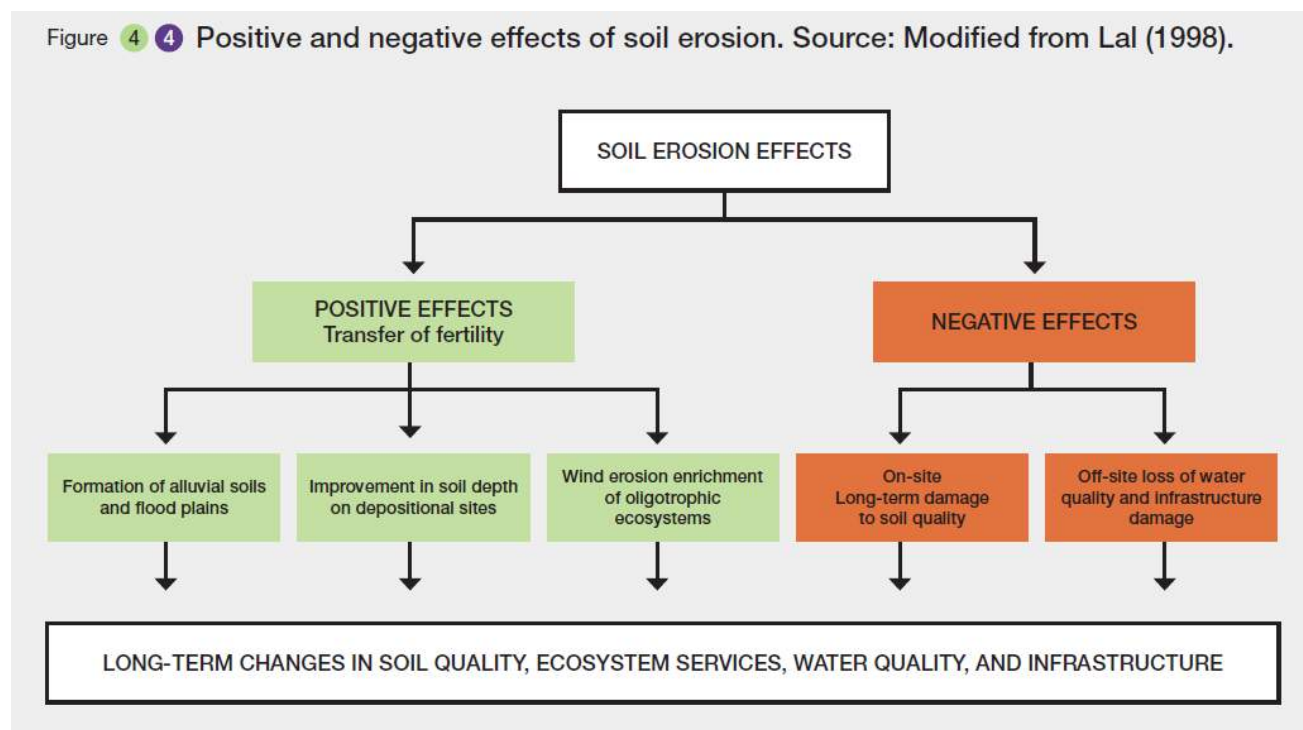 Figure 4 4 Positive and negative effects of soil erosion. Source: Modified from Lal (1998).
SOIL EROSION EFFECTS
POSITIVE EFFECTS
Transfer of fertility
NEGATIVE EFFECTS
Formation of alluvial soils
and flood plains
Improvement in soil depth
on depositional sites
Wind erosion enrichment
of oligotrophic
ecosystems
On-site
Long-term damage
to soil quality
Off-site loss of water
quality and infrastructure
damage
LONG-TERM CHANGES IN SOIL QUALITY, ECOSYSTEM SERVICES, WATER QUALITY, AND INFRASTRUCTURE